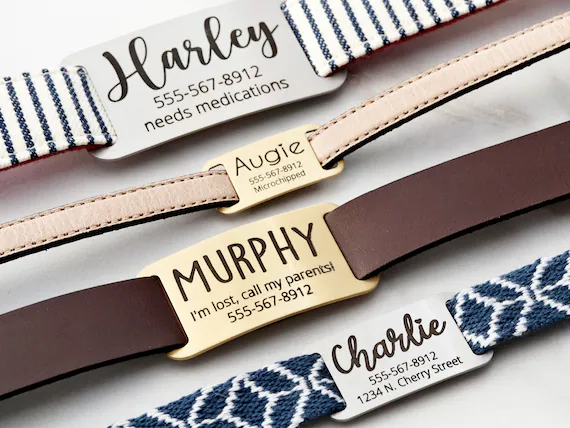 Harley
555-567-8912
needs medications
Augie
555-567-8912
Microchipped
MURPHY
I'm lost, call my parents!
555-567-8912
Charlie
555-567-8912
1234 N. Cherry Street